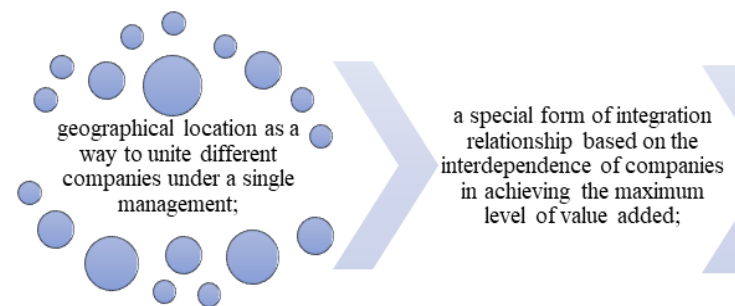 geographical location as a
way to unite different
companies under a single
management;
a special form of integration
relationship based on the
interdependence of companies
in achieving the maximum
level of value added;